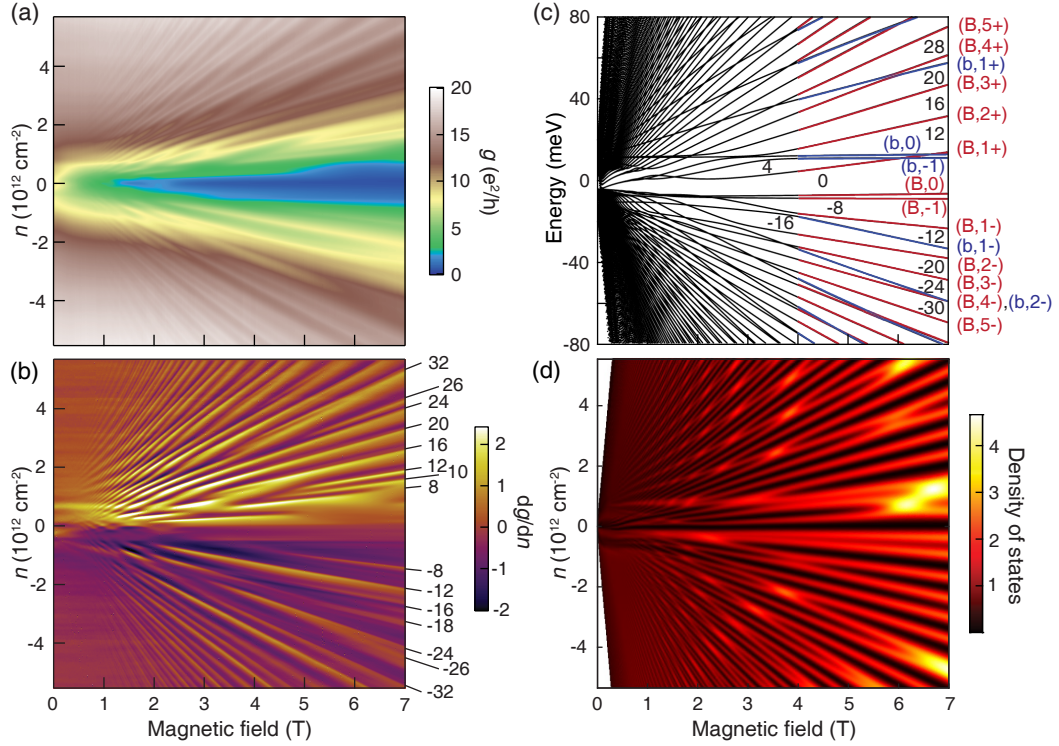 (a)
n (10¹² cm⁻²)
4
2
0
-2
-4
20
15
10
5
0
g (e²/h)
(c)
Energy (meV)
80
40
0
-40
-80
28
20
16
12
4
0
-8
-16
-12
-20
-24
-30
(B,5+)
(B,4+)
(b,1+)
(B,3+)
(B,2+)
(B,1+)
(b,0)
(b,-1)
(B,0)
(B,-1)
(B,1-)
(b,1-)
(B,2-)
(B,3-)
(B,4-),(b,2-)
(B,5-)
(b)
n (10¹² cm⁻²)
4
2
0
-2
-4
32
26
24
20
16
12
10
8
-8
-12
-16
-18
-24
-26
-32
2
1
0
-1
-2
dg/dn
0 1 2 3 4 5 6 7
Magnetic field (T)
(d)
n (10¹² cm⁻²)
4
2
0
-2
-4
4
3
2
1
Density of states
0 1 2 3 4 5 6 7
Magnetic field (T)